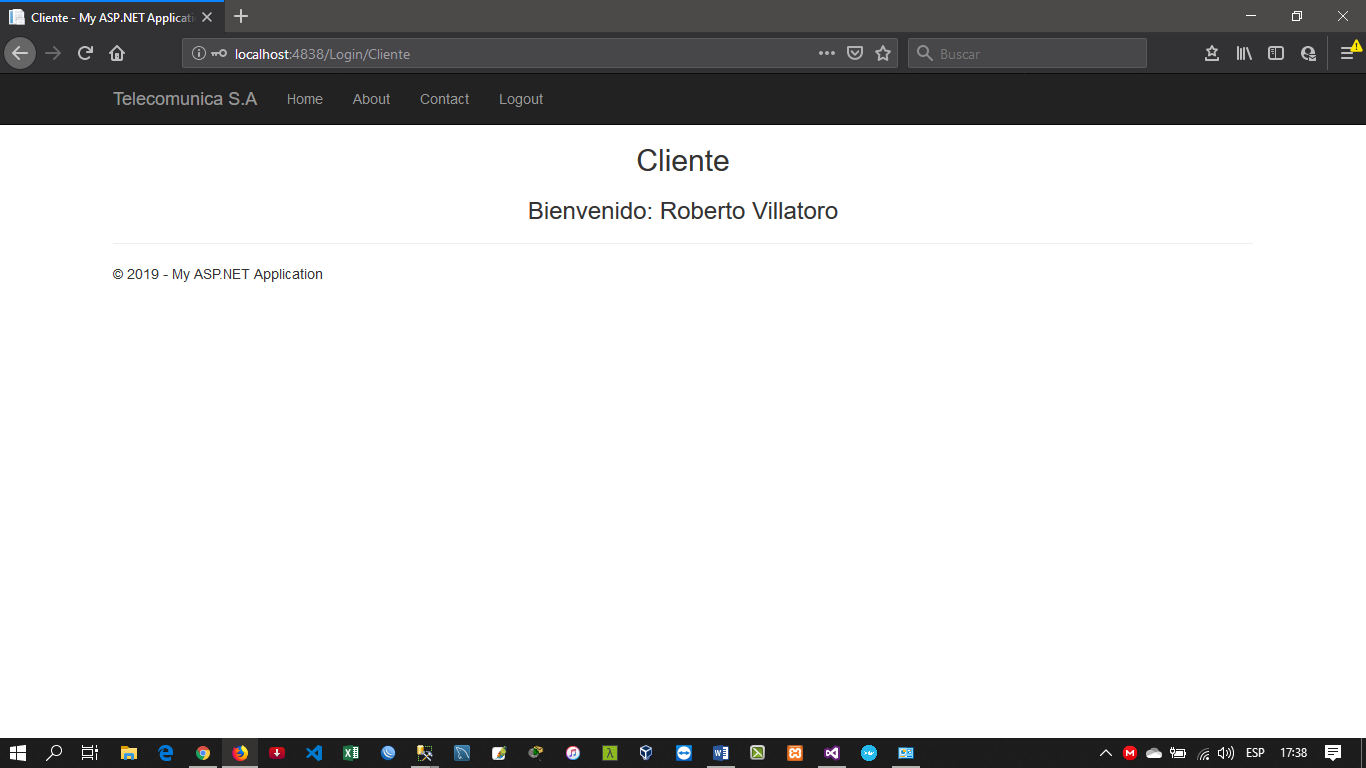 Cliente - My ASP.NET Applicati
localhost:4838/Login/Cliente
Buscar
Telecomunica S.A
Home
About
Contact
Logout
Cliente
Bienvenido: Roberto Villatoro
© 2019 - My ASP.NET Application
ESP
17:38